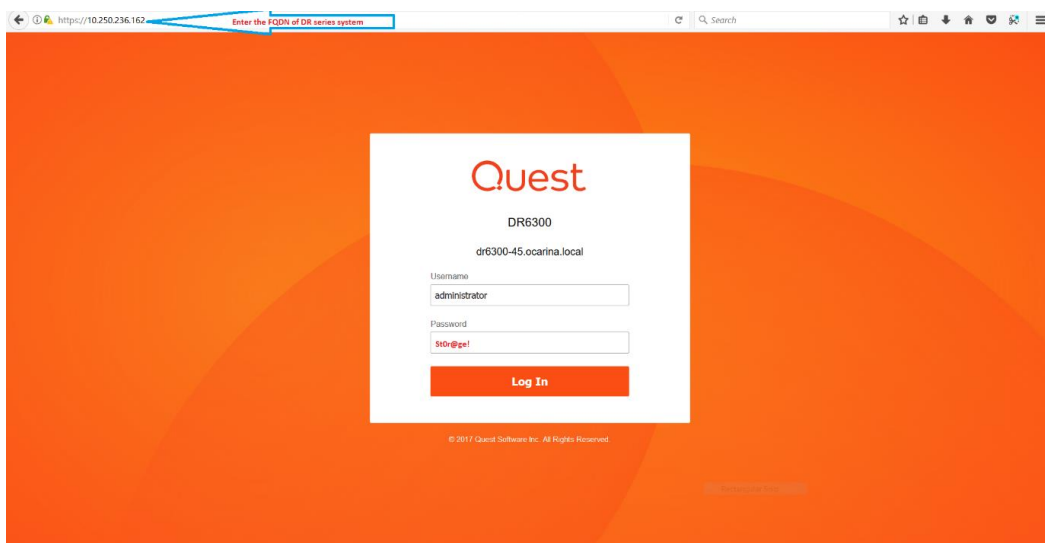 https://10.250.236.162
Enter the FQDN of DR series system
Search
Quest
DR6300
dr6300-45.ocarina.local
Username
administrator
Password
St0r@ge!
Log In
© 2017 Quest Software Inc. All Rights Reserved